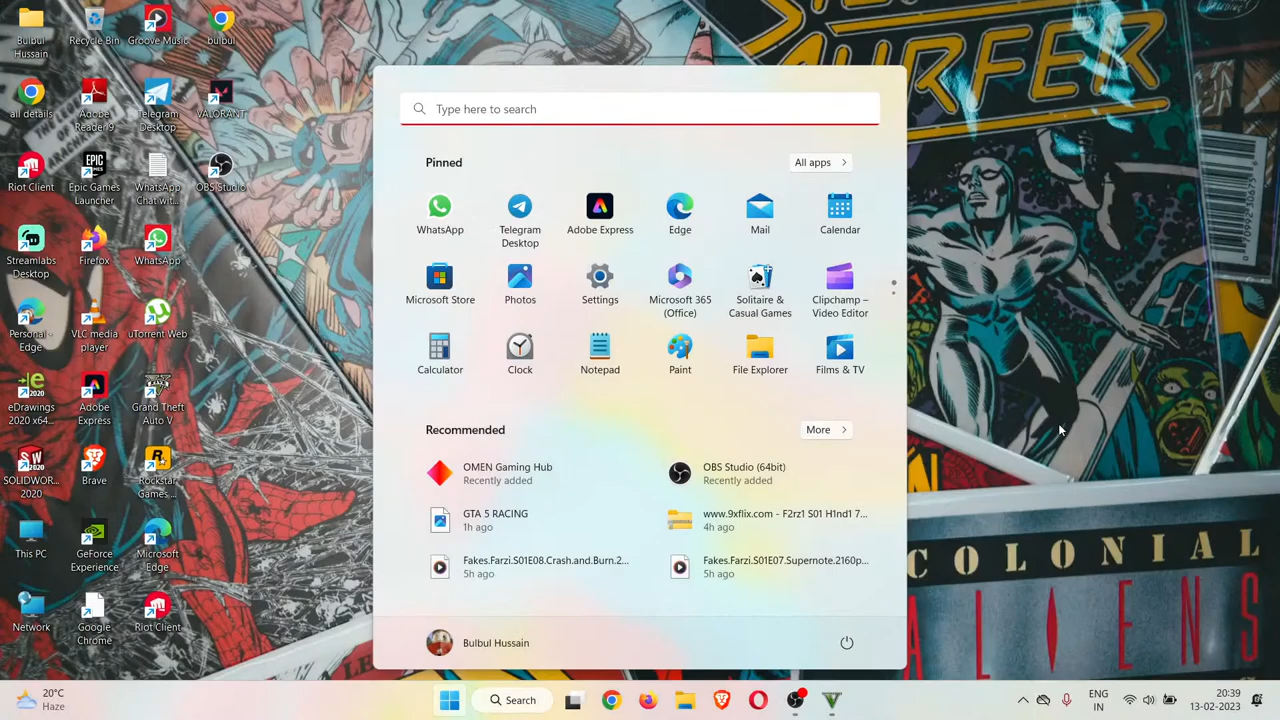 Bulbul
Hussain
Recycle Bin
Groove Music
bulbul
all details
Adobe
Reader 9
Telegram
Desktop
VALORANT
Riot Client
Epic Games
Launcher
WhatsApp
Chat wit...
OBS Studio
Streamlabs
Desktop
Firefox
WhatsApp
Personal -
Edge
VLC media
player
uTorrent Web
eDrawings
2020 x64...
Adobe
Express
Grand Theft
Auto V
SOLIDWOR...
2020
Brave
Rockstar
Games ...
This PC
GeForce
Experience
Microsoft
Edge
Network
Google
Chrome
Riot Client
Type here to search
Pinned
All apps
WhatsApp
Telegram
Desktop
Adobe Express
Edge
Mail
Calendar
Microsoft Store
Photos
Settings
Microsoft 365
(Office)
Solitaire &
Casual Games
Clipchamp –
Video Editor
Calculator
Clock
Notepad
Paint
File Explorer
Films & TV
Recommended
More
OMEN Gaming Hub
Recently added
OBS Studio (64bit)
Recently added
GTA 5 RACING
1h ago
www.9xflix.com - F2rz1 S01 H1nd1 7...
4h ago
Fakes.Farzi.S01E08.Crash.and.Burn.2...
5h ago
Fakes.Farzi.S01E07.Supernote.2160p...
5h ago
Bulbul Hussain
SURFER
COLONIAL
ALIENS
20°C
Haze
Search
ENG
IN
20:39
13-02-2023